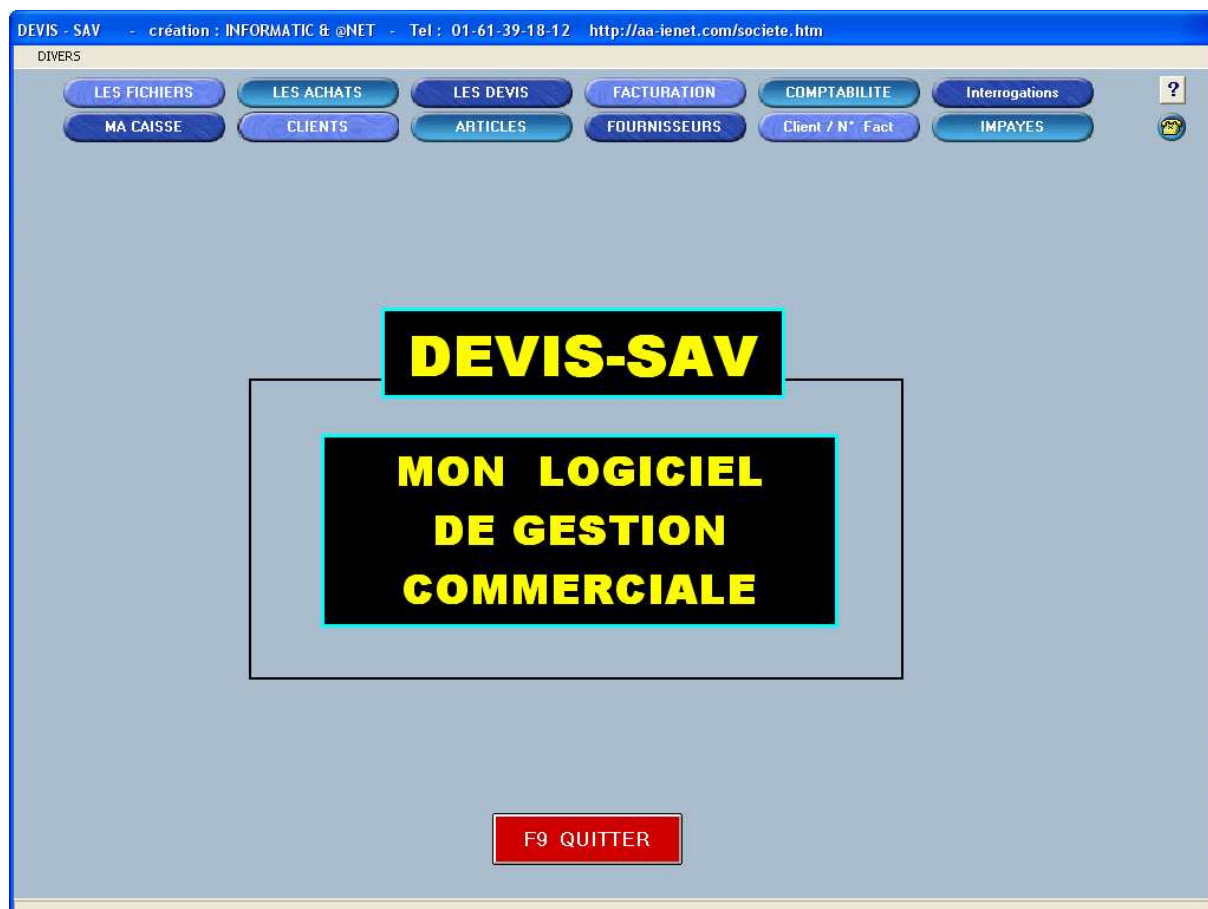 DEVIS - SAV - création : INFORMATIC & @NET - Tel : 01-61-39-18-12 http://aa-ienet.com/societe.htm
DIVERS
LES FICHIERS LES ACHATS LES DEVIS FACTURATION COMPTABILITE Interrogations ?
MA CAISSE CLIENTS ARTICLES FOURNISSEURS Client / N° Fact IMPAYES
DEVIS-SAV
MON LOGICIEL
DE GESTION
COMMERCIALE
F9 QUITTER